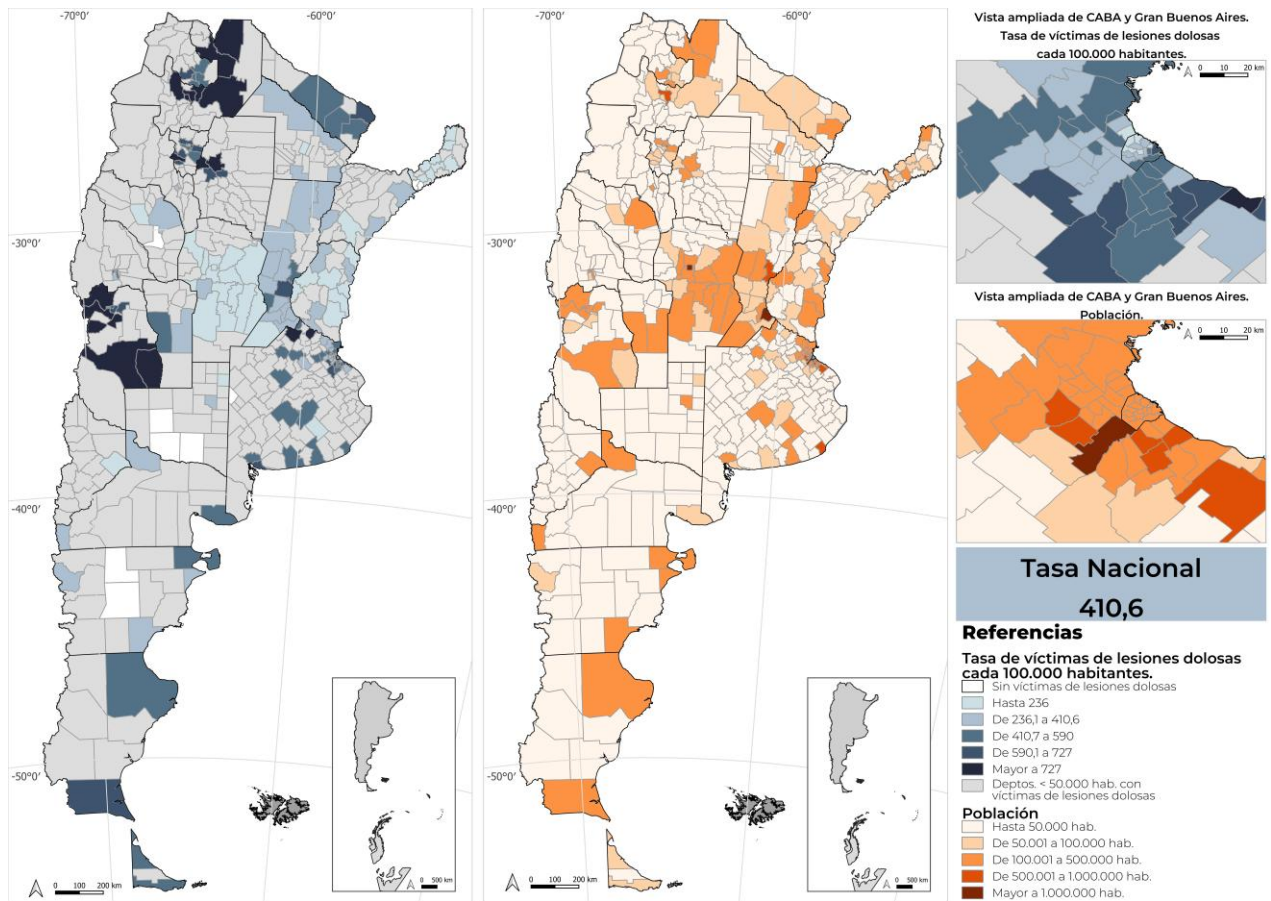 -70°0'
-60°0'
-30°0'
-40°0'
-50°0'
0 100 200 km
0 500 km
-70°0'
-60°0'
-30°0'
-40°0'
-50°0'
0 100 200 km
0 500 km
Vista ampliada de CABA y Gran Buenos Aires.
Tasa de víctimas de lesiones dolosas
cada 100.000 habitantes.
0 10 20 km
Vista ampliada de CABA y Gran Buenos Aires.
Población.
0 10 20 km
Tasa Nacional
410,6
Referencias
Tasa de víctimas de lesiones dolosas
cada 100.000 habitantes.
Sin víctimas de lesiones dolosas
Hasta 236
De 236,1 a 410,6
De 410,7 a 590
De 590,1 a 727
Mayor a 727
Deptos. < 50.000 hab. con
víctimas de lesiones dolosas
Población
Hasta 50.000 hab.
De 50.001 a 100.000 hab.
De 100.001 a 500.000 hab.
De 500.001 a 1.000.000 hab.
Mayor a 1.000.000 hab.